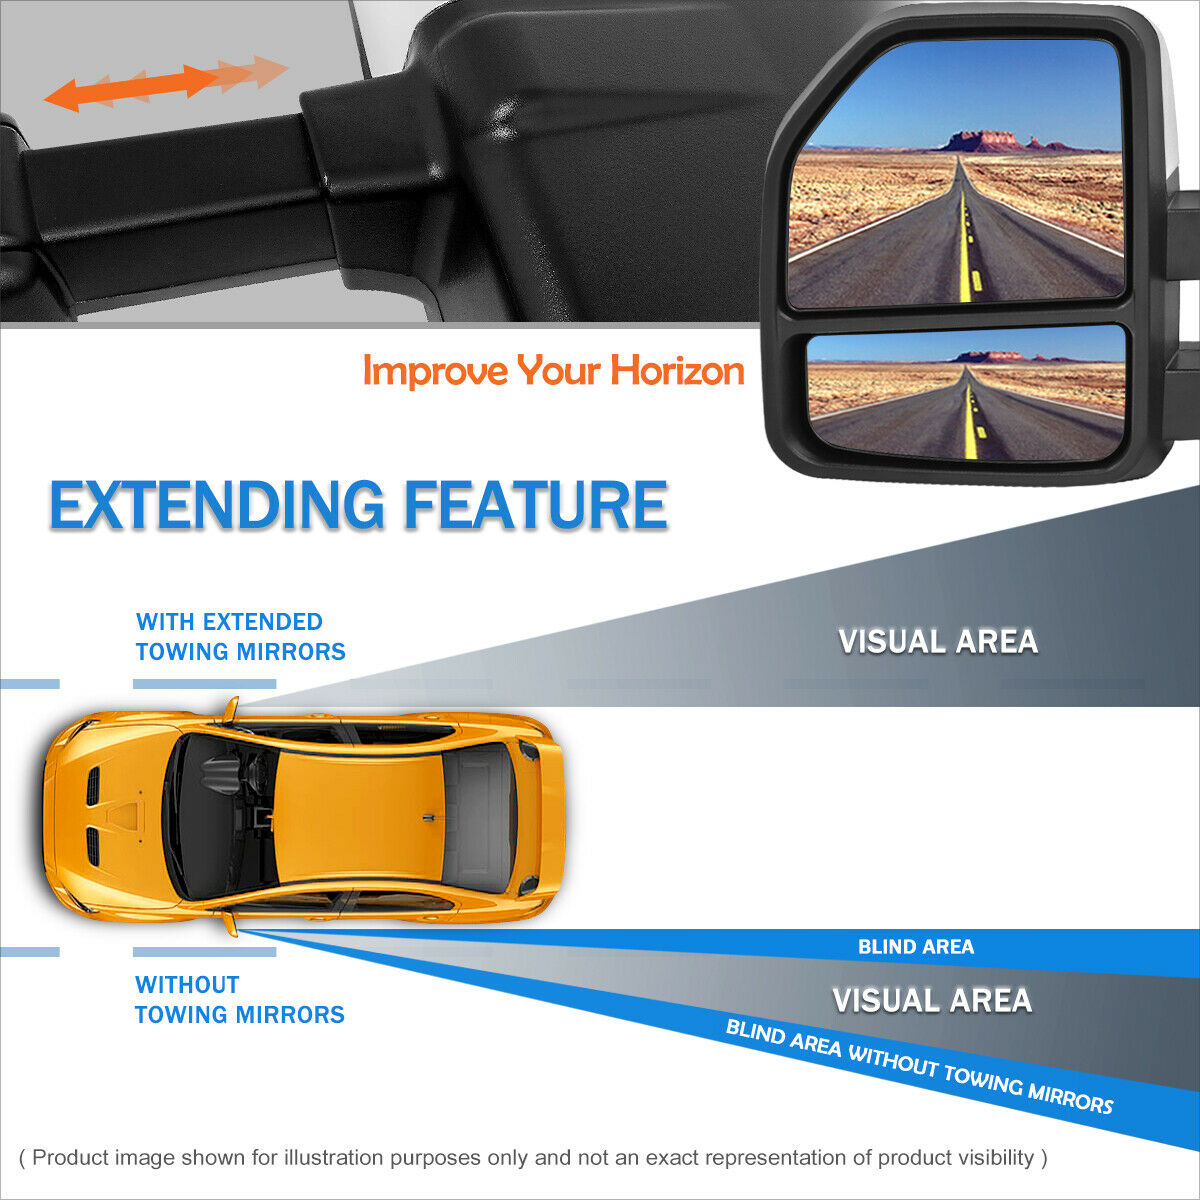 Improve Your Horizon
EXTENDING FEATURE
WITH EXTENDED
TOWING MIRRORS
VISUAL AREA
BLIND AREA
VISUAL AREA
BLIND AREA WITHOUT TOWING MIRRORS
WITHOUT
TOWING MIRRORS
( Product image shown for illustration purposes only and not an exact representation of product visibility )